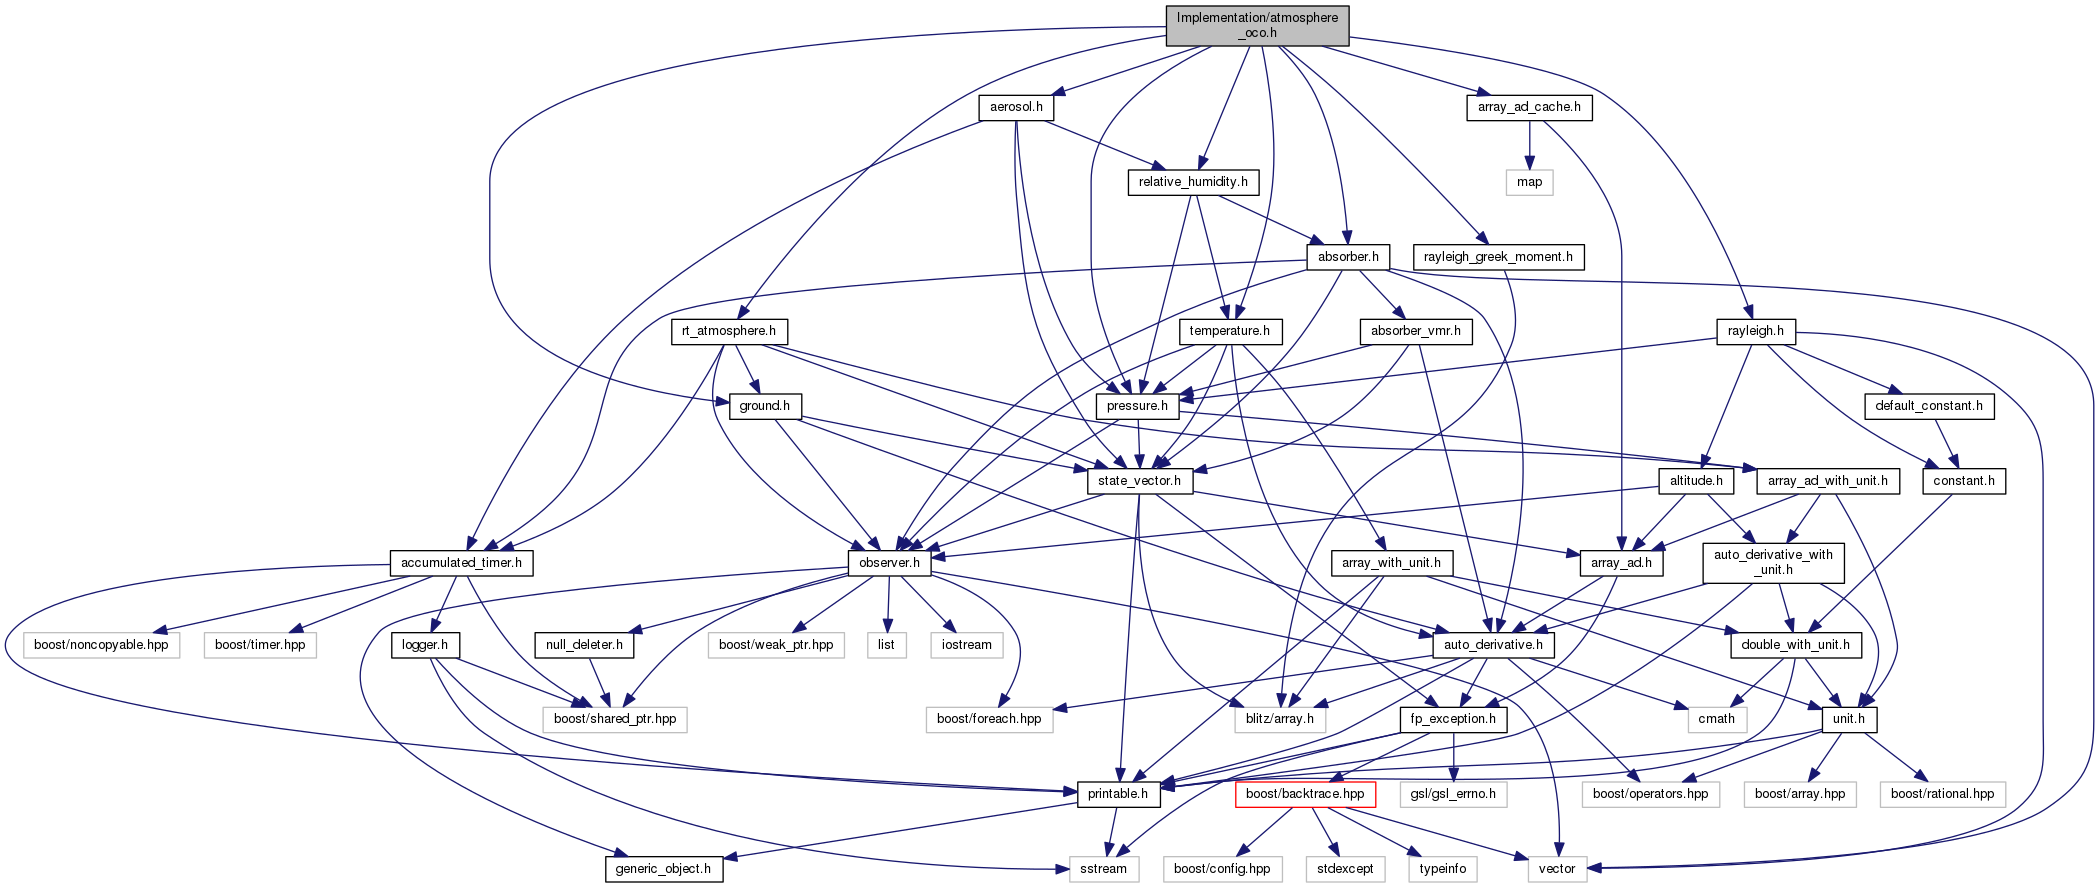 Implementation/atmosphere
_oco.h
aerosol.h
array_ad_cache.h
relative_humidity.h
map
absorber.h
rayleigh_greek_moment.h
rt_atmosphere.h
temperature.h
absorber_vmr.h
rayleigh.h
ground.h
pressure.h
default_constant.h
state_vector.h
altitude.h
array_ad_with_unit.h
constant.h
accumulated_timer.h
observer.h
array_with_unit.h
array_ad.h
auto_derivative_with
_unit.h
boost/noncopyable.hpp
boost/timer.hpp
logger.h
null_deleter.h
boost/weak_ptr.hpp
list
iostream
auto_derivative.h
double_with_unit.h
boost/shared_ptr.hpp
boost/foreach.hpp
blitz/array.h
fp_exception.h
cmath
unit.h
printable.h
boost/backtrace.hpp
gsl/gsl_errno.h
boost/operators.hpp
boost/array.hpp
boost/rational.hpp
generic_object.h
sstream
boost/config.hpp
stdexcept
typeinfo
vector